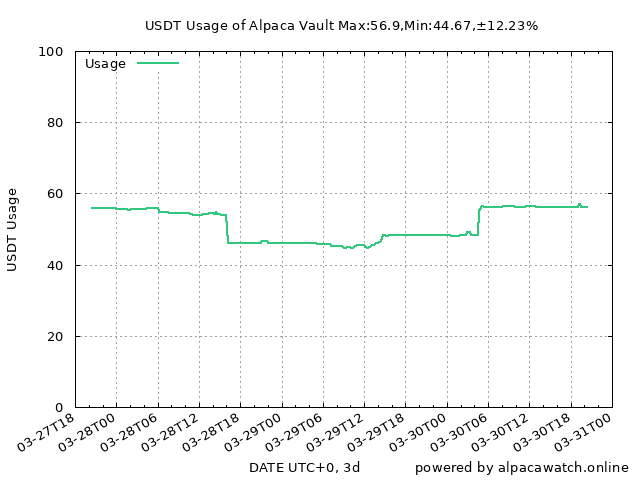 USDT Usage of Alpaca Vault Max:56.9,Min:44.67,±12.23%
Usage
100
80
60
40
20
0
USDT Usage
03-27T18
03-28T00
03-28T06
03-28T12
03-28T18
03-29T00
03-29T06
03-29T12
03-29T18
03-30T00
03-30T06
03-30T12
03-30T18
03-31T00
DATE UTC+0, 3d
powered by alpacawatch.online